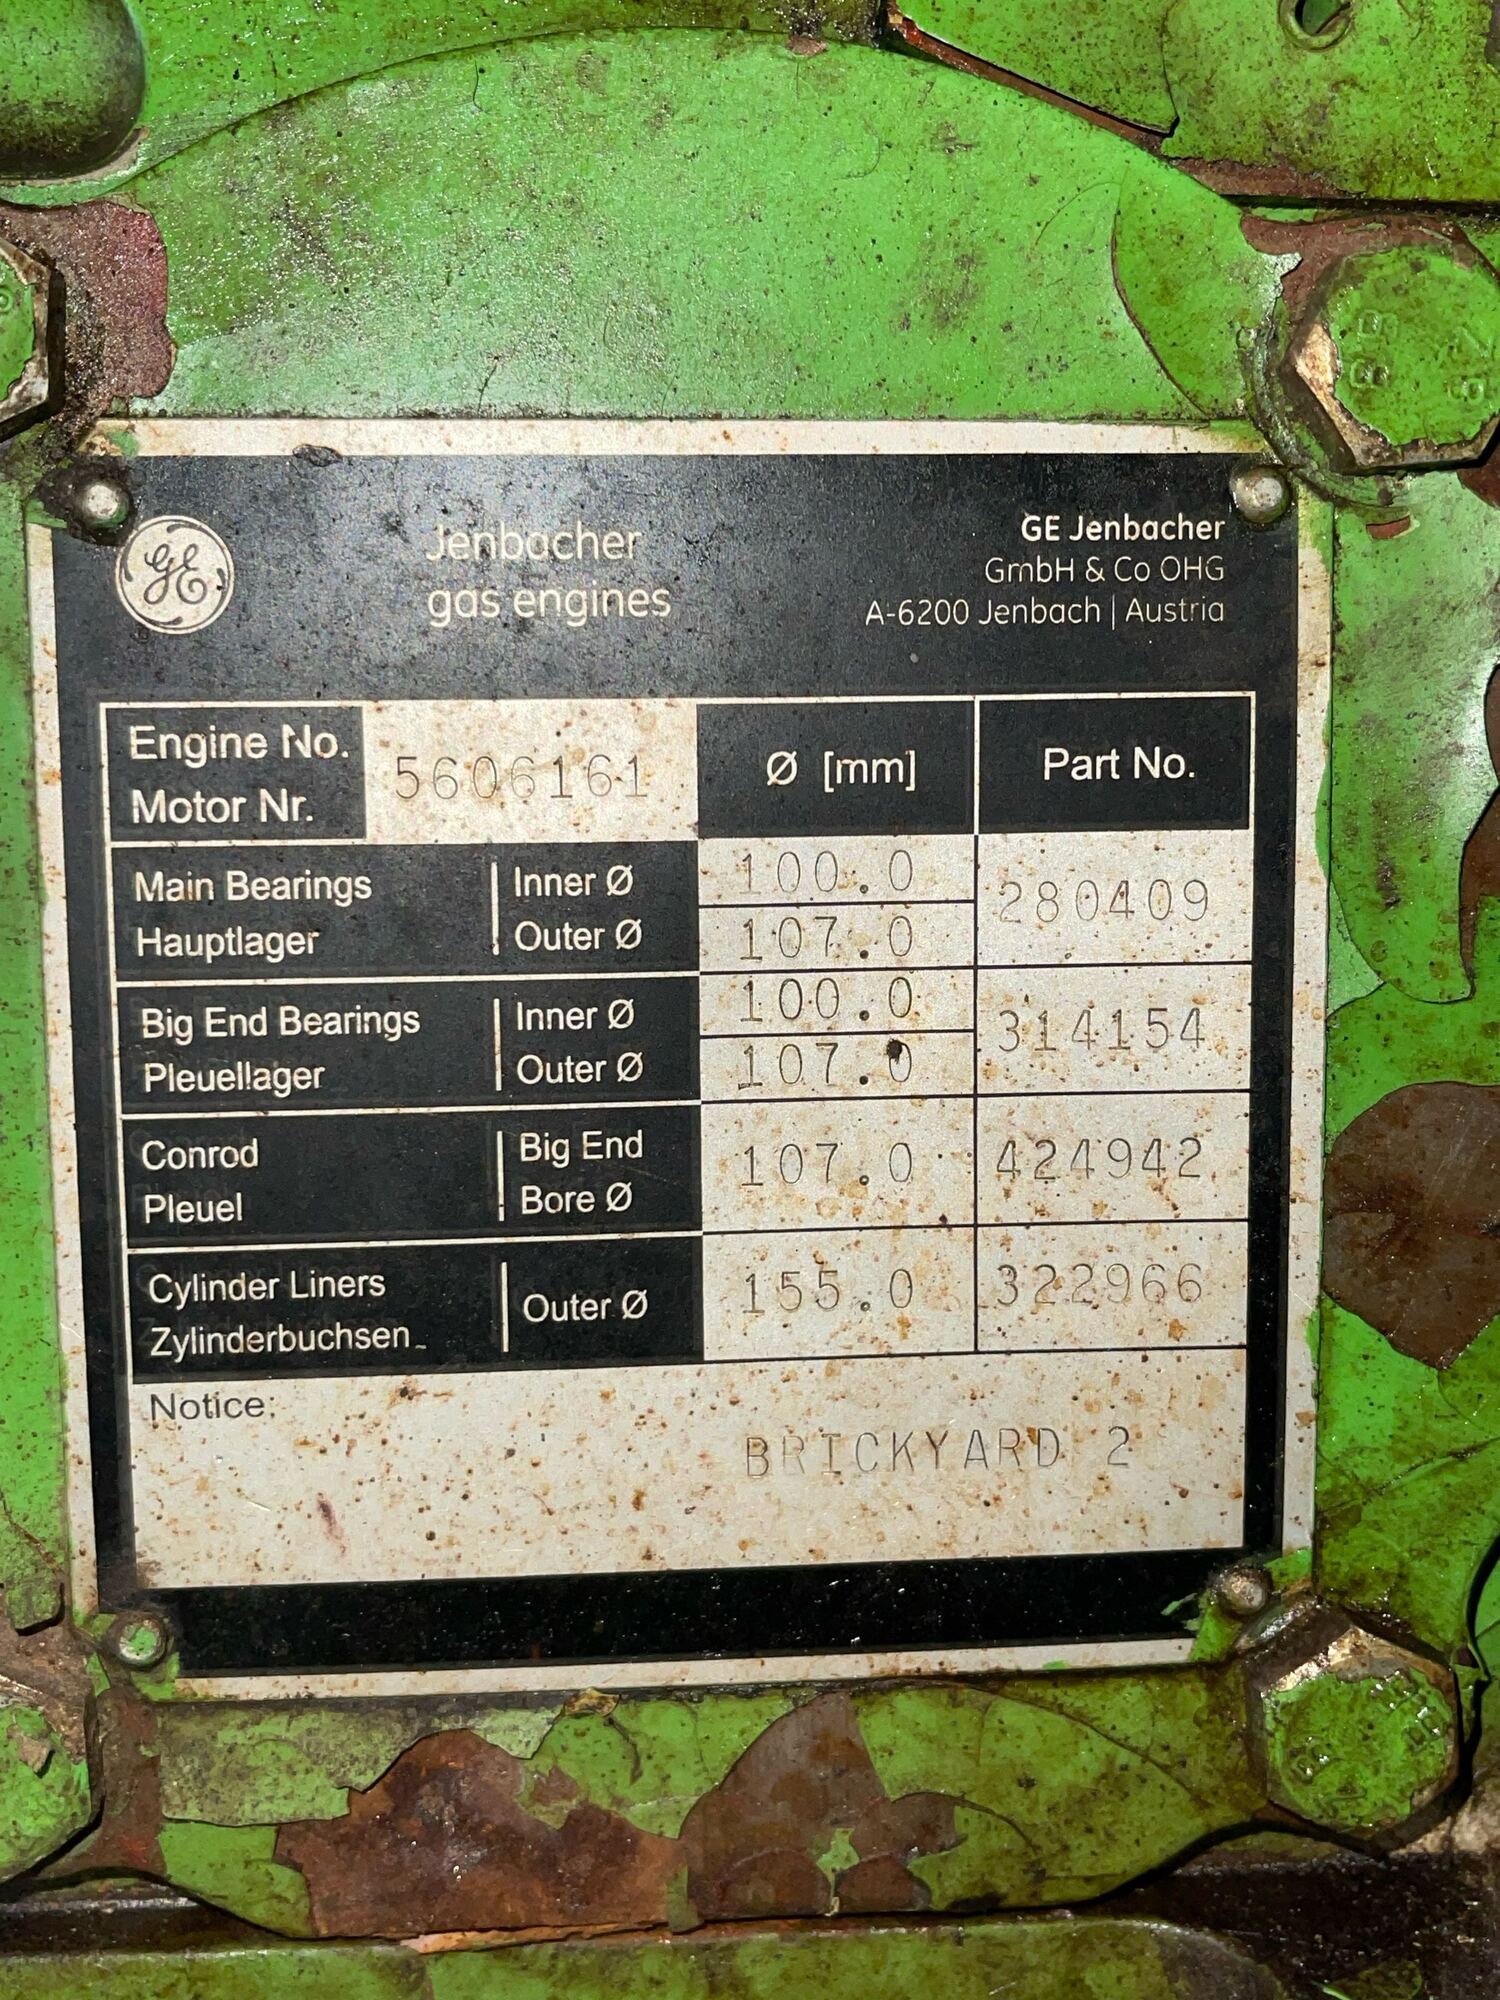 GE
Jenbacher
gas engines
GE Jenbacher
GmbH & Co OHG
A-6200 Jenbach | Austria
Engine No.
Motor Nr.
5606161
Ø [mm]
Part No.
Main Bearings
Hauptlager
Inner Ø
Outer Ø
100.0
107.0
280409
Big End Bearings
Pleuellager
Inner Ø
Outer Ø
100.0
107.0
314154
Conrod
Pleuel
Big End
Bore Ø
107.0
424942
Cylinder Liners
Zylinderbuchsen
Outer Ø
155.0
322966
Notice:
BRICKYARD 2